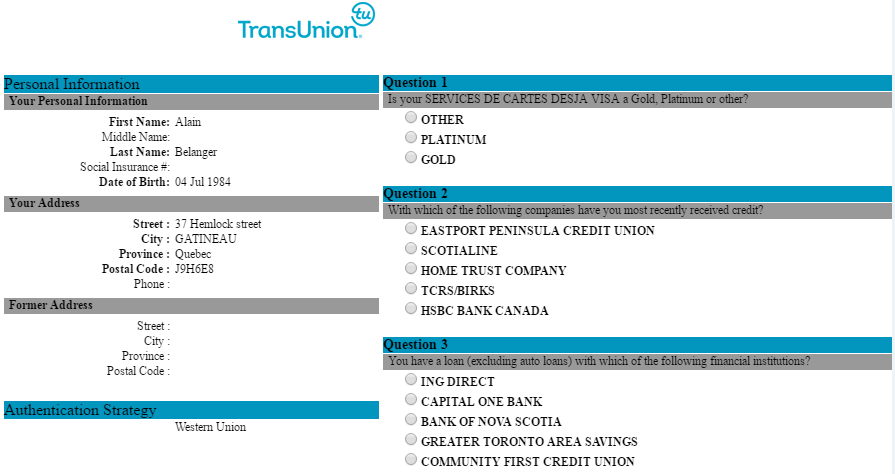 tu
TransUnion
Personal Information
Your Personal Information
First Name: Alain
Middle Name:
Last Name: Belanger
Social Insurance #:
Date of Birth: 04 Jul 1984
Your Address
Street : 37 Hemlock street
City : GATINEAU
Province : Quebec
Postal Code : J9H6E8
Phone :
Former Address
Street :
City :
Province :
Postal Code :
Authentication Strategy
Western Union
Question 1
Is your SERVICES DE CARTES DESJA VISA a Gold, Platinum or other?
OTHER
PLATINUM
GOLD
Question 2
With which of the following companies have you most recently received credit?
EASTPORT PENINSULA CREDIT UNION
SCOTIALINE
HOME TRUST COMPANY
TCRS/BIRKS
HSBC BANK CANADA
Question 3
You have a loan (excluding auto loans) with which of the following financial institutions?
ING DIRECT
CAPITAL ONE BANK
BANK OF NOVA SCOTIA
GREATER TORONTO AREA SAVINGS
COMMUNITY FIRST CREDIT UNION